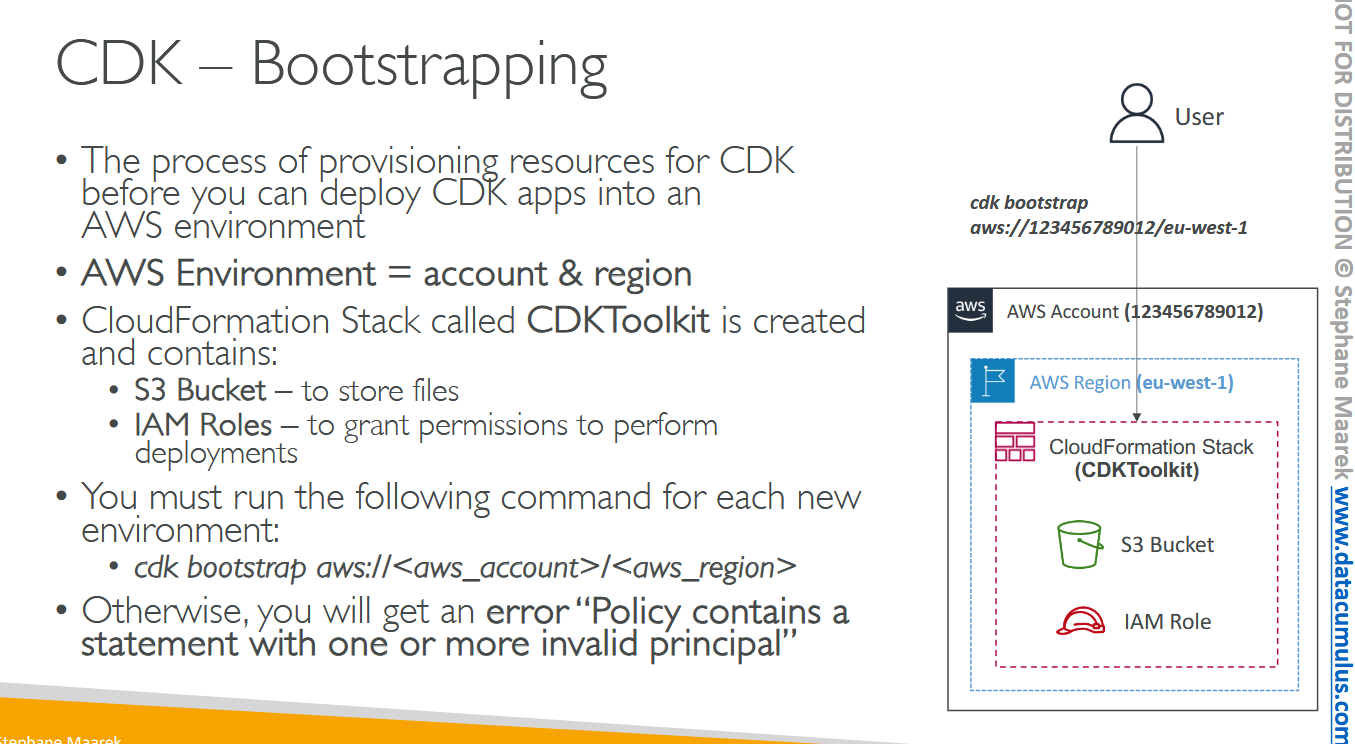 CDK – Bootstrapping
• The process of provisioning resources for CDK
before you can deploy CDK apps into an
AWS environment
• AWS Environment = account & region
• CloudFormation Stack called CDKToolkit is created
and contains:
• S3 Bucket – to store files
• IAM Roles – to grant permissions to perform
deployments
• You must run the following command for each new
environment:
• cdk bootstrap aws://<aws_account>/<aws_region>
• Otherwise, you will get an error “Policy contains a
statement with one or more invalid principal”
User
cdk bootstrap
aws://123456789012/eu-west-1
aws
AWS Account (123456789012)
AWS Region (eu-west-1)
CloudFormation Stack
(CDKToolkit)
S3 Bucket
IAM Role
OT FOR DISTRIBUTION © Stephane Maarek www.datacumulus.com
Stephane Maarek